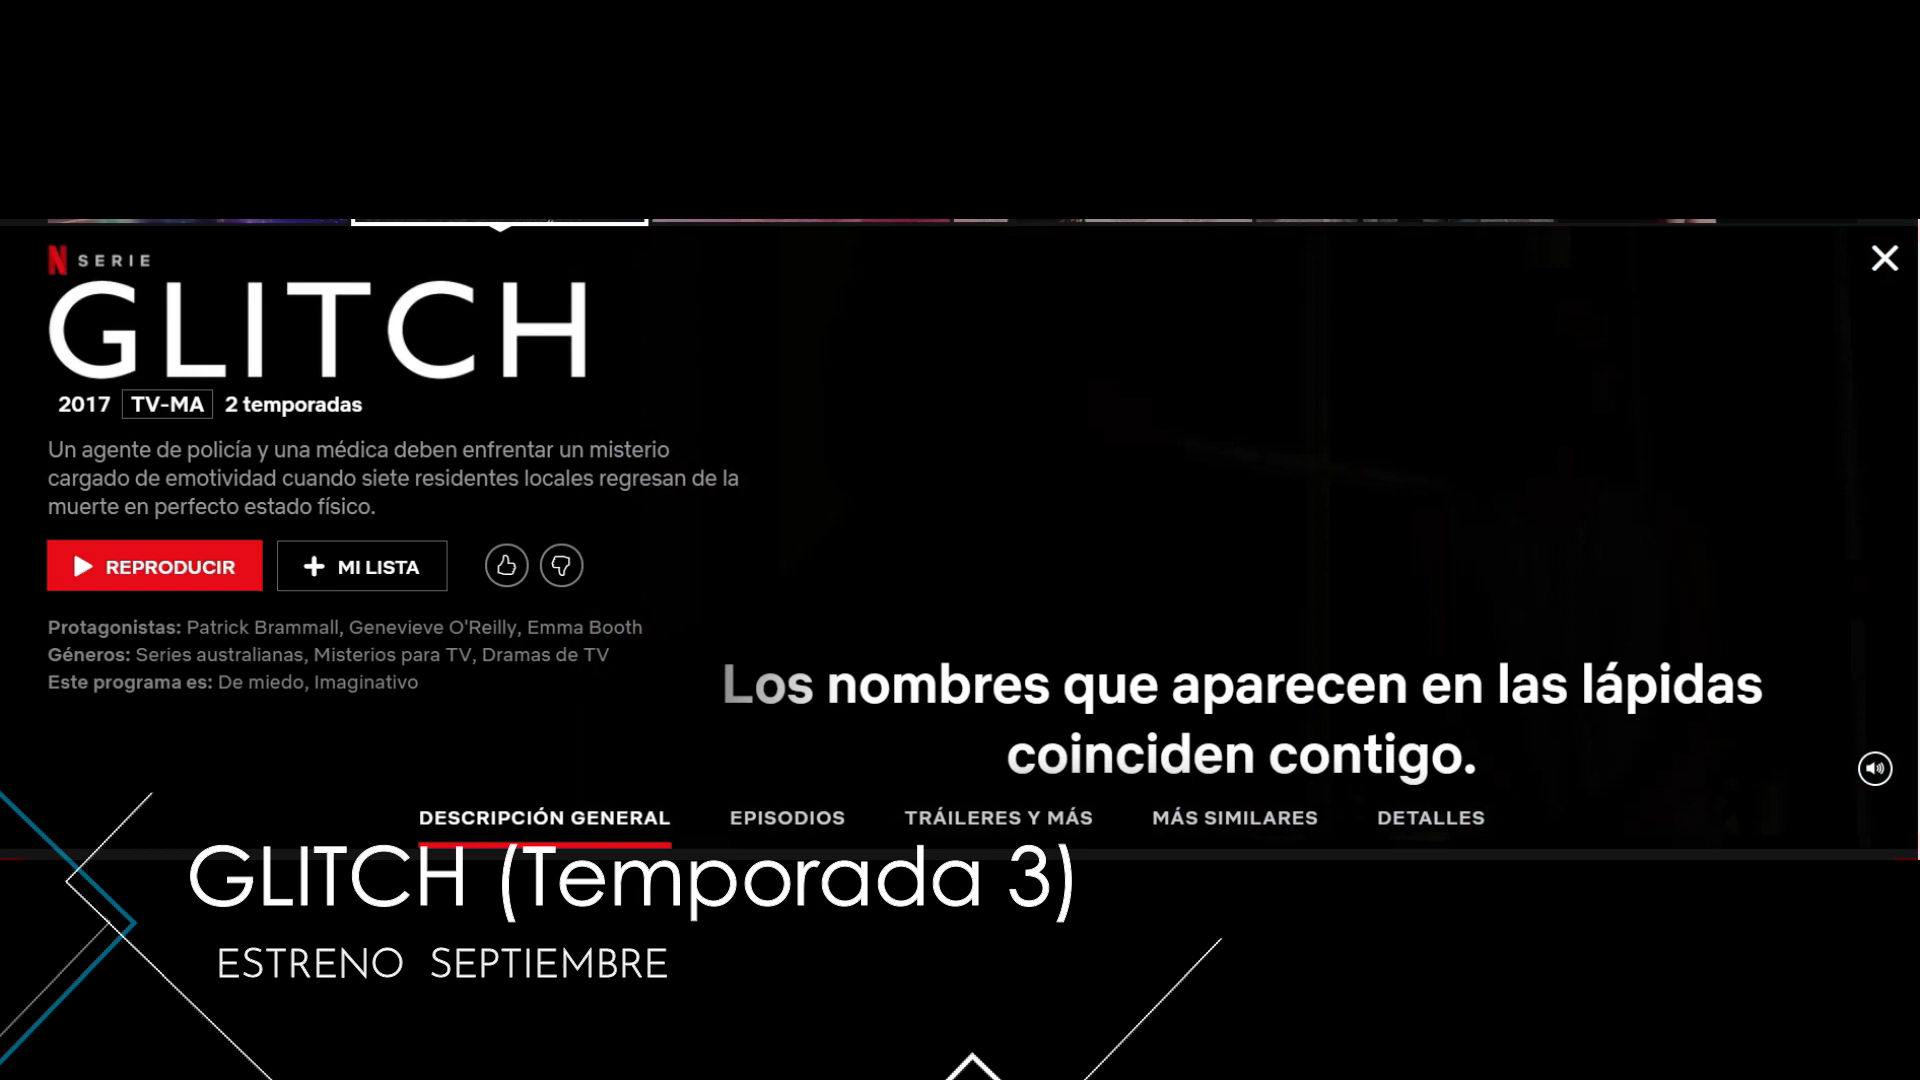 N SERIE
GLITCH
2017 TV-MA 2 temporadas
Un agente de policía y una médica deben enfrentar un misterio
cargado de emotividad cuando siete residentes locales regresan de la
muerte en perfecto estado físico.
REPRODUCIR
MI LISTA
Protagonistas: Patrick Brammall, Genevieve O'Reilly, Emma Booth
Géneros: Series australianas, Misterios para TV, Dramas de TV
Este programa es: De miedo, Imaginativo
Los nombres que aparecen en las lápidas
coinciden contigo.
DESCRIPCIÓN GENERAL EPISODIOS TRÁILERES Y MÁS MÁS SIMILARES DETALLES
GLITCH (Temporada 3)
ESTRENO SEPTIEMBRE